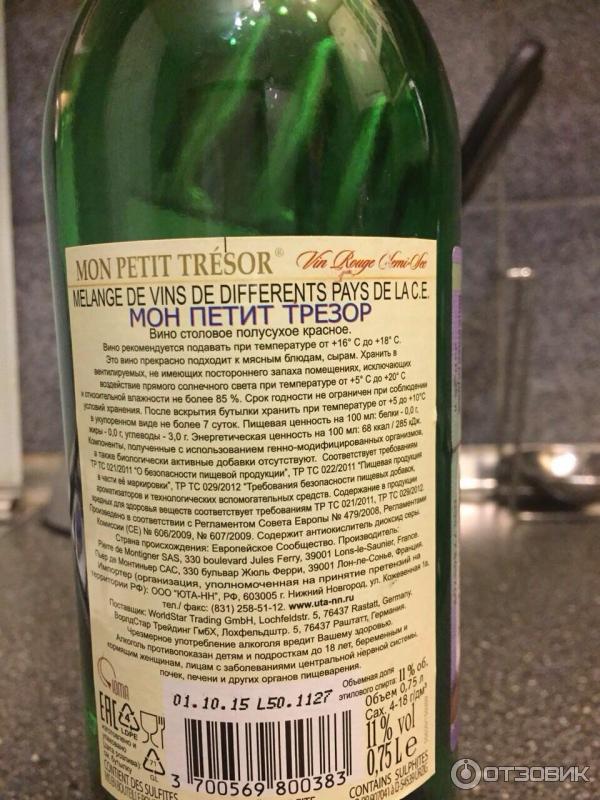 MON PETIT TRÉSOR® Vin Rouge Semi-Sec
MELANGE DE VINS DE DIFFERENTS PAYS DE LA C.E.
МОН ПЕТИТ ТРЕЗОР
Вино столовое полусухое красное.
Вино рекомендуется подавать при температуре от +16° С до +18° С.
Это вино прекрасно подходит к мясным блюдам, сырам. Хранить в
вентилируемых, не имеющих постороннего запаха помещениях, исключающих
воздействие прямого солнечного света при температуре от +5° С до +20° С
и относительной влажности не более 85 %. Срок годности не ограничен при соблюдении
условий хранения. После вскрытия бутылки хранить при температуре от +5 до +10°С
в укупоренном виде не более 7 суток. Пищевая ценность на 100 мл: белки - 0,0 г,
жиры - 0,0 г, углеводы - 3,0 г. Энергетическая ценность на 100 мл: 68 ккал / 285 кДж.
Компоненты, полученные с использованием генно-модифицированных организмов,
а также биологически активные добавки отсутствуют. Соответствует требованиям
ТР ТС 021/2011 "О безопасности пищевой продукции", ТР ТС 022/2011 "Пищевая продукция
в части её маркировки", ТР ТС 029/2012 "Требования безопасности пищевых добавок,
ароматизаторов и технологических вспомогательных средств. Содержание в продукции
вредных для здоровья веществ соответствует требованиям ТР ТС 021/2011, ТР ТС 029/2012.
Произведено в соответствии с Регламентом Совета Европы № 479/2008, Регламентами
Комиссии (СЕ) № 606/2009, № 607/2009. Содержит антиокислитель диоксид серы.
Страна происхождения: Европейское Сообщество. Производитель:
Pierre de Montigner SAS, 330 boulevard Jules Ferry, 39001 Lons-le-Saunier, France.
Пьер де Монтиньер САС, 330 бульвар Жюль Ферри, 39001 Лон-ле-Сонье, Франция.
Импортер (организация, уполномоченная на принятие претензий на
территории РФ): ООО "ЮТА-НН", РФ, 603005 г. Нижний Новгород, ул. Кожевенная 1а,
тел./ факс: (831) 258-51-12. www.uta-nn.ru
Поставщик: WorldStar Trading GmbH, Lochfeldstr. 5, 76437 Rastatt, Germany.
ВорлдСтар Трейдинг ГмбХ, Лохфельдштр. 5, 76437 Раштатт, Германия.
Чрезмерное употребление алкоголя вредит Вашему здоровью.
Алкоголь противопоказан детям и подросткам до 18 лет, беременным и
кормящим женщинам, лицам с заболеваниями центральной нервной системы,
почек, печени и других органов пищеварения.
01.10.15 L50.1127
Объемная доля
этилового спирта: 11% об.
Объем 0,75 л
Сах. 4-18 г/дм³
11% vol
0,75 L e
EAC
4
LDPE
71
GL
изготовлено и
упаковано
3 700569 800383
CONTIENT DES SULFITES
CONTAINS SULPHITES
ОТЗОВИК